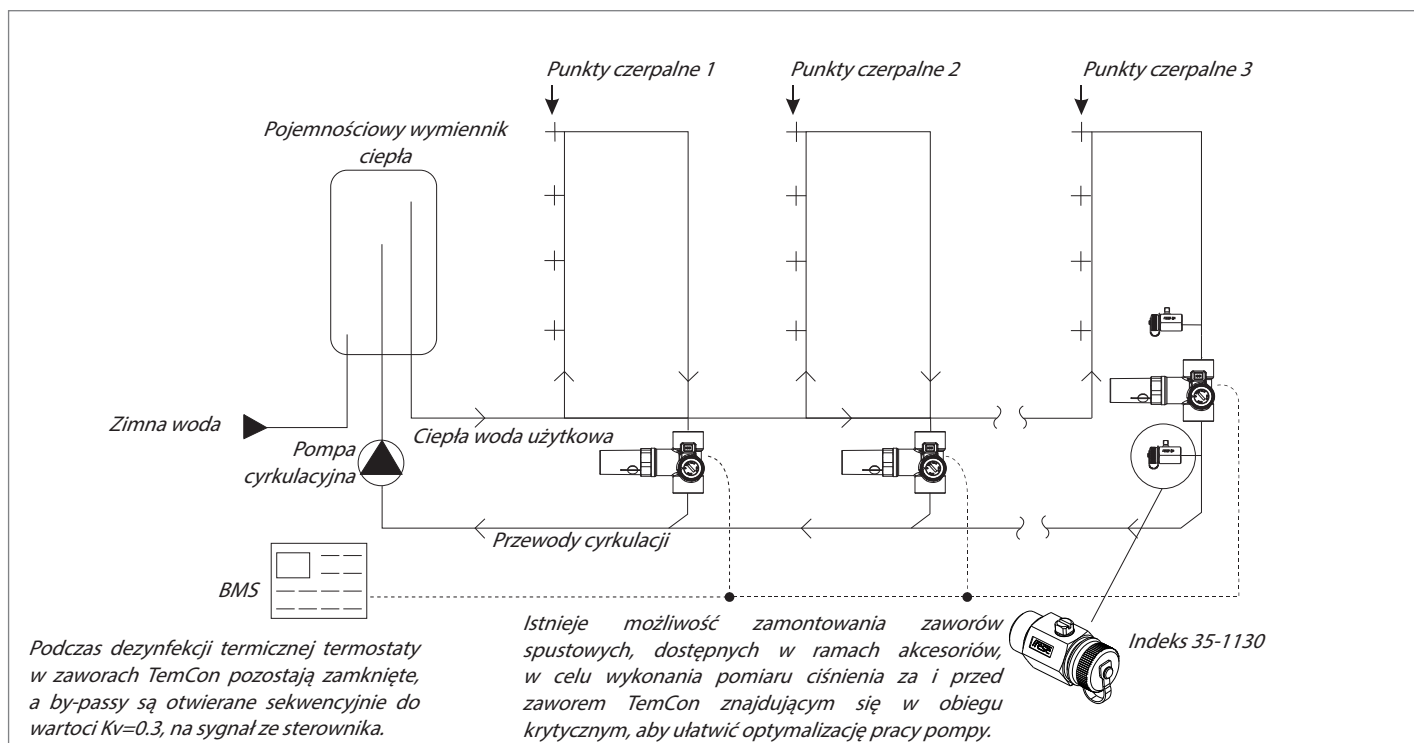 Punkty czerpalne 1
Punkty czerpalne 2
Punkty czerpalne 3
Pojemnościowy wymiennik
ciepła
Zimna woda
Ciepła woda użytkowa
Pompa
cyrkulacyjna
Przewody cyrkulacji
BMS
Indeks 35-1130
Podczas dezynfekcji termicznej termostaty
w zaworach TemCon pozostają zamknięte,
a by-passy są otwierane sekwencyjnie do
wartoci Kv=0.3, na sygnał ze sterownika.
Istnieje możliwość zamontowania zaworów
spustowych, dostępnych w ramach akcesoriów,
w celu wykonania pomiaru ciśnienia za i przed
zaworem TemCon znajdującym się w obiegu
krytycznym, aby ułatwić optymalizację pracy pompy.